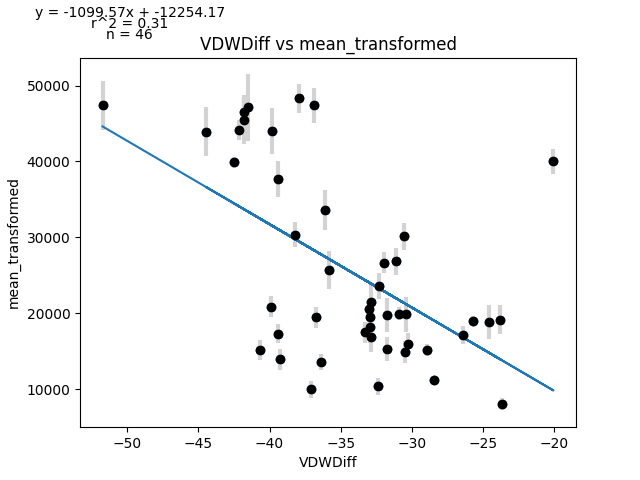 y = -1099.57x + -12254.17
r^2 = 0.31
n = 46
VDWDiff vs mean_transformed
50000
40000
30000
20000
10000
mean_transformed
−50
−45
−40
−35
−30
−25
−20
VDWDiff